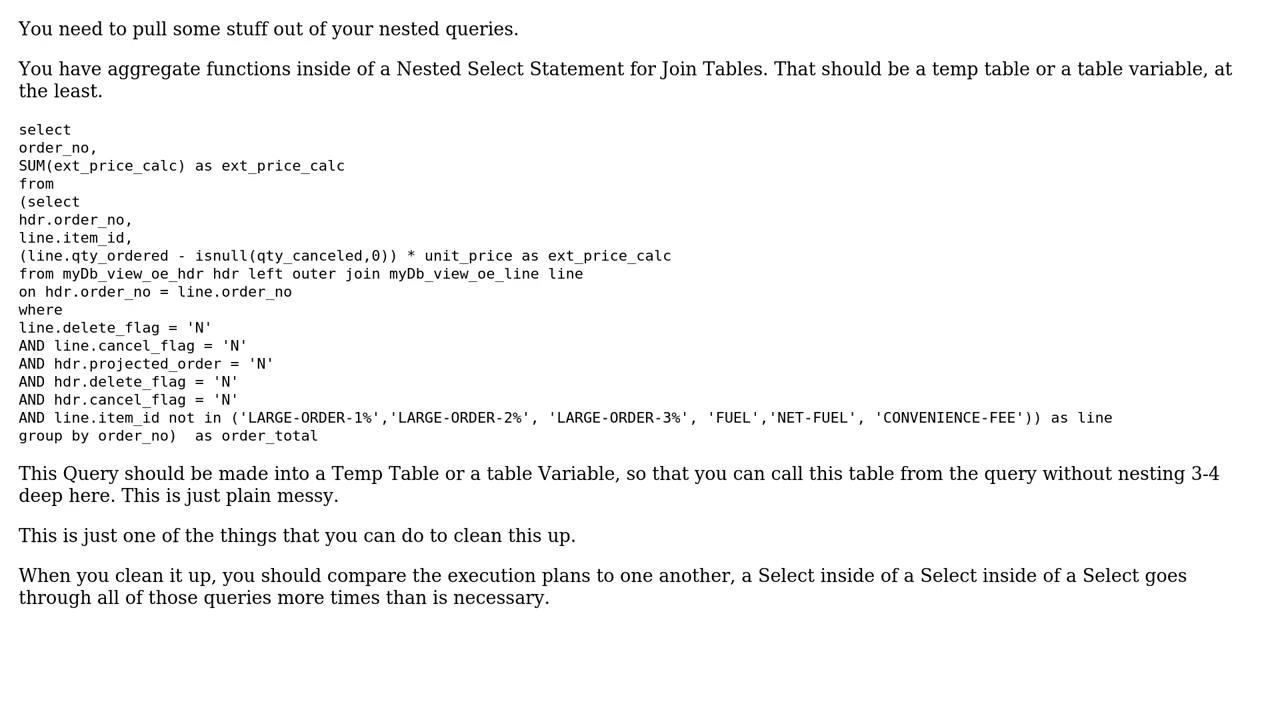 You need to pull some stuff out of your nested queries.
You have aggregate functions inside of a Nested Select Statement for Join Tables. That should be a temp table or a table variable, at
the least.
select
order_no,
SUM(ext_price_calc) as ext_price_calc
from
(select
hdr.order_no,
line.item_id,
(line.qty_ordered - isnull(qty_canceled,0)) * unit_price as ext_price_calc
from myDb_view_oe_hdr hdr left outer join myDb_view_oe_line line
on hdr.order_no = line.order_no
where
line.delete_flag = 'N'
AND line.cancel_flag = 'N'
AND hdr.projected_order = 'N'
AND hdr.delete_flag = 'N'
AND hdr.cancel_flag = 'N'
AND line.item_id not in ('LARGE-ORDER-1%','LARGE-ORDER-2%', 'LARGE-ORDER-3%', 'FUEL','NET-FUEL', 'CONVENIENCE-FEE')) as line
group by order_no)  as order_total
This Query should be made into a Temp Table or a table Variable, so that you can call this table from the query without nesting 3-4
deep here. This is just plain messy.
This is just one of the things that you can do to clean this up.
When you clean it up, you should compare the execution plans to one another, a Select inside of a Select inside of a Select goes
through all of those queries more times than is necessary.